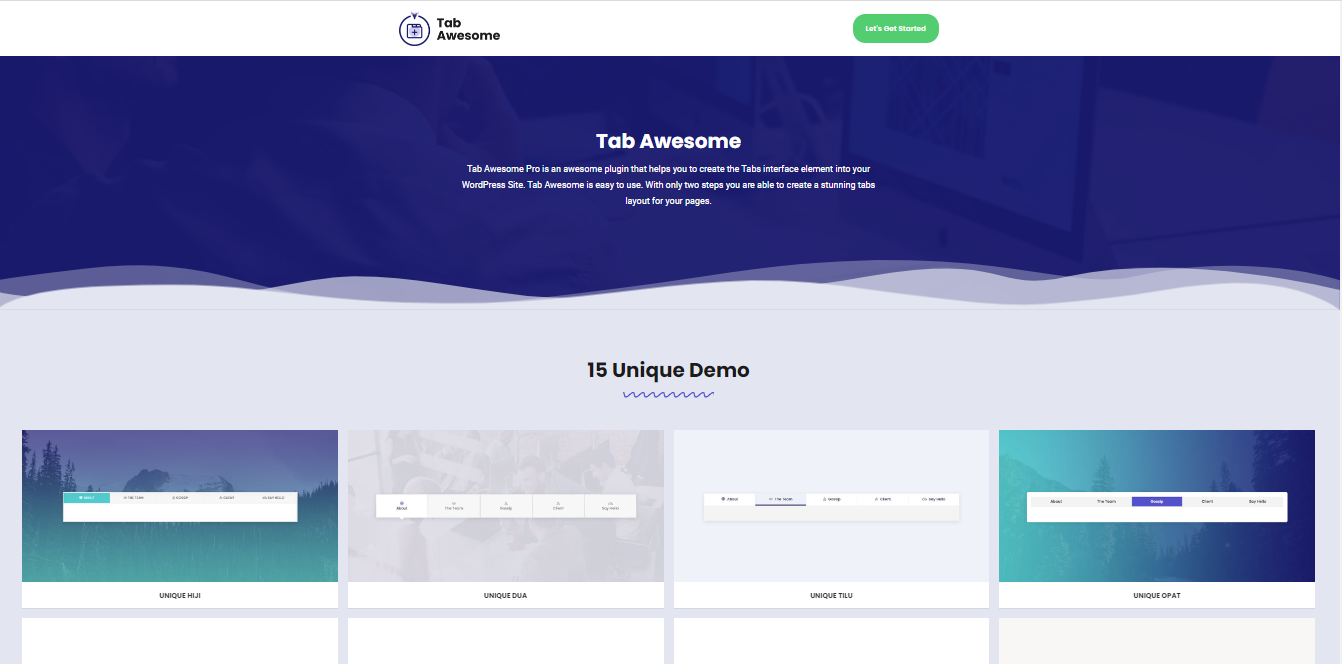 Tab
Awesome
Let's Get Started
Tab Awesome
Tab Awesome Pro is an awesome plugin that helps you to create the Tabs interface element into your
WordPress Site. Tab Awesome is easy to use. With only two steps you are able to create a stunning tabs
layout for your pages.
15 Unique Demo
ABOUT THE TEAM GOSSIP CLIENT SAY HELLO
About The Team Gossip Client Say Hello
About The Team Gossip Client Say Hello
About The Team Gossip Client Say Hello
UNIQUE HIJI
UNIQUE DUA
UNIQUE TILU
UNIQUE OPAT